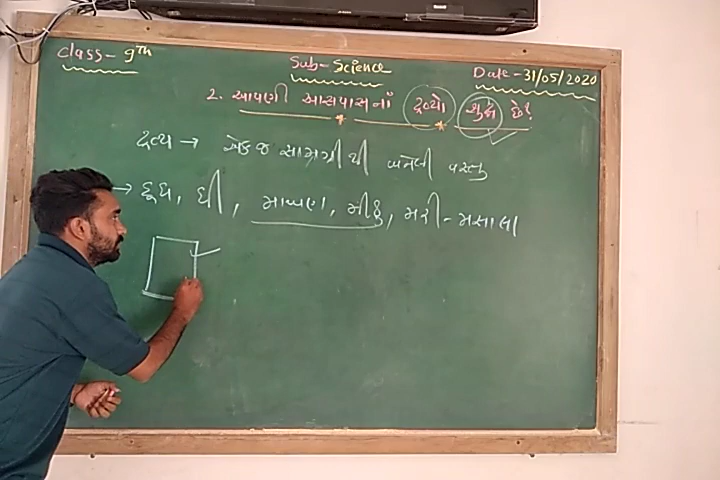 Class - 9th
Sub - Science
Date - 31/05/2020
2. આપણી આસપાસનાં દ્રવ્યો શુદ્ધ છે?
દ્રવ્ય → એક જ સામગ્રીથી બનેલી વસ્તુ
→ દૂધ, ઘી, માખણ, મીઠુ, મરી - મસાલા